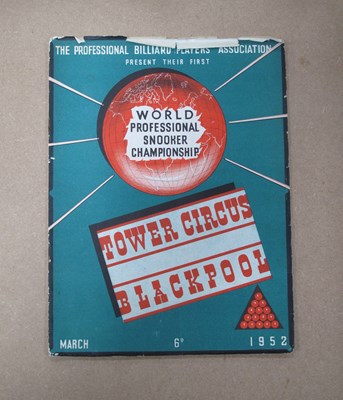 THE PROFESSIONAL BILLIARD PLAYERS' ASSOCIATION
PRESENT THEIR FIRST
WORLD
PROFESSIONAL
SNOOKER
CHAMPIONSHIP
TOWER CIRCUS
BLACKPOOL
MARCH 6ᴰ 1952